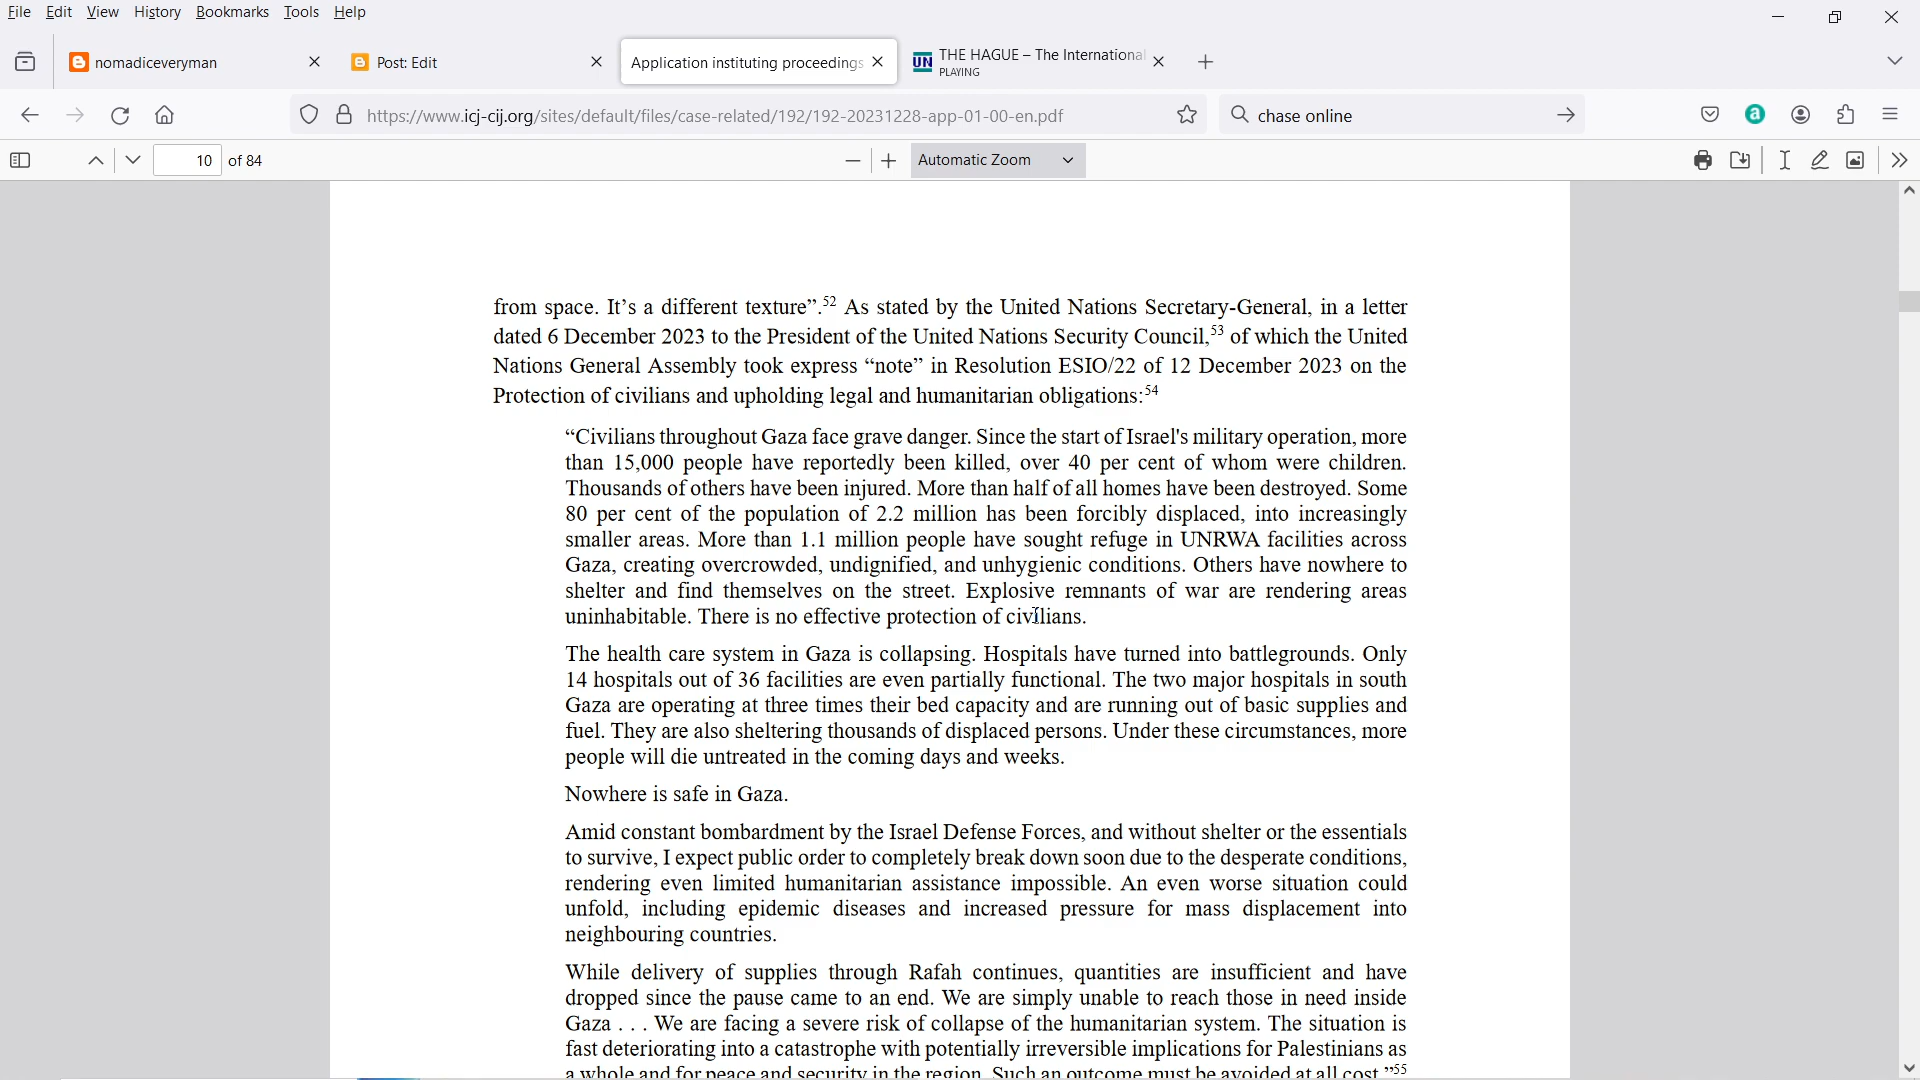 File Edit View History Bookmarks Tools Help
nomadiceveryman
Post: Edit
Application instituting proceedings
UN THE HAGUE – The International
PLAYING
https://www.icj-cij.org/sites/default/files/case-related/192/192-20231228-app-01-00-en.pdf
chase online
a
10 of 84
Automatic Zoom
from space. It’s a different texture”.52 As stated by the United Nations Secretary-General, in a letter
dated 6 December 2023 to the President of the United Nations Security Council,53 of which the United
Nations General Assembly took express “note” in Resolution ESIO/22 of 12 December 2023 on the
Protection of civilians and upholding legal and humanitarian obligations:54
“Civilians throughout Gaza face grave danger. Since the start of Israel's military operation, more
than 15,000 people have reportedly been killed, over 40 per cent of whom were children.
Thousands of others have been injured. More than half of all homes have been destroyed. Some
80 per cent of the population of 2.2 million has been forcibly displaced, into increasingly
smaller areas. More than 1.1 million people have sought refuge in UNRWA facilities across
Gaza, creating overcrowded, undignified, and unhygienic conditions. Others have nowhere to
shelter and find themselves on the street. Explosive remnants of war are rendering areas
uninhabitable. There is no effective protection of civilians.
The health care system in Gaza is collapsing. Hospitals have turned into battlegrounds. Only
14 hospitals out of 36 facilities are even partially functional. The two major hospitals in south
Gaza are operating at three times their bed capacity and are running out of basic supplies and
fuel. They are also sheltering thousands of displaced persons. Under these circumstances, more
people will die untreated in the coming days and weeks.
Nowhere is safe in Gaza.
Amid constant bombardment by the Israel Defense Forces, and without shelter or the essentials
to survive, I expect public order to completely break down soon due to the desperate conditions,
rendering even limited humanitarian assistance impossible. An even worse situation could
unfold, including epidemic diseases and increased pressure for mass displacement into
neighbouring countries.
While delivery of supplies through Rafah continues, quantities are insufficient and have
dropped since the pause came to an end. We are simply unable to reach those in need inside
Gaza . . . We are facing a severe risk of collapse of the humanitarian system. The situation is
fast deteriorating into a catastrophe with potentially irreversible implications for Palestinians as
a whole and for peace and security in the region. Such an outcome must be avoided at all cost.”55